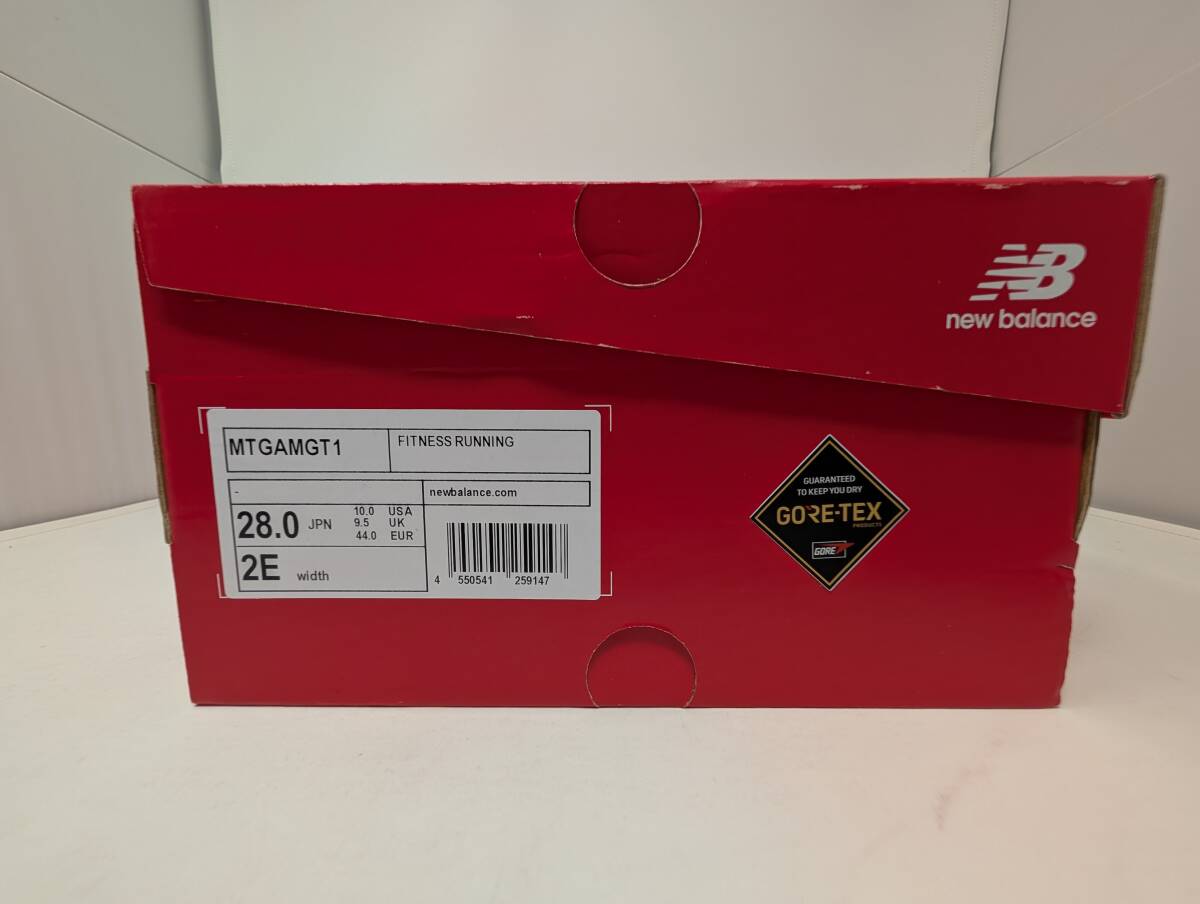 NB
new balance
MTGAMGT1
FITNESS RUNNING
-
newbalance.com
28.0 JPN
10.0 USA
9.5 UK
44.0 EUR
2E width
4 550541 259147
GUARANTEED
TO KEEP YOU DRY
GORE-TEX
PRODUCTS
GORE